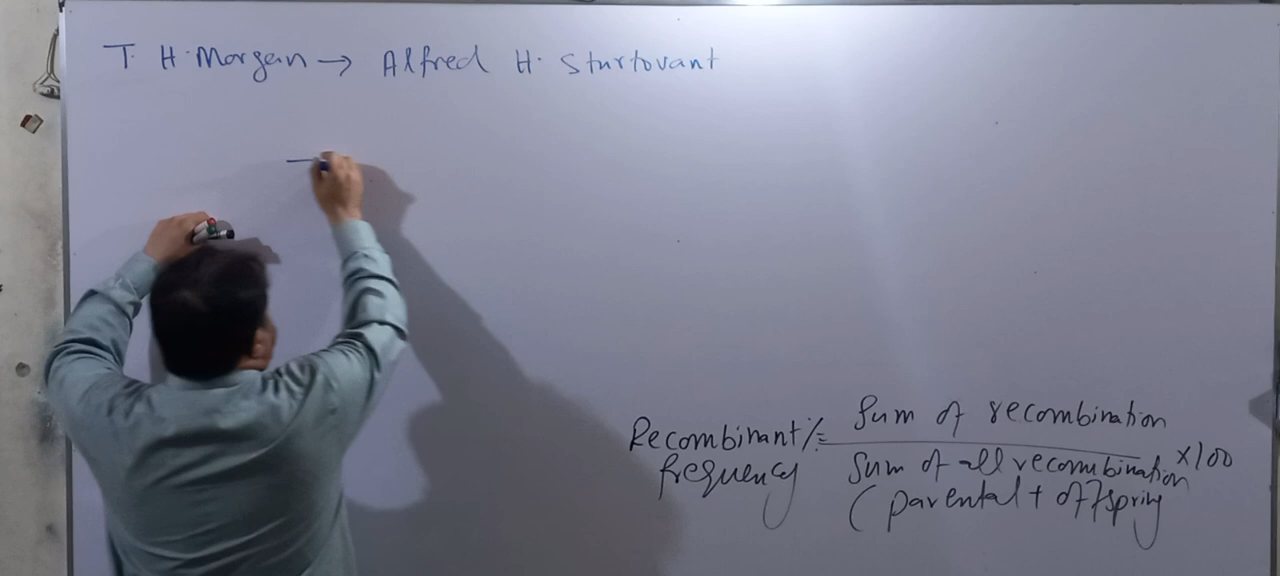 T. H. Morgan → Alfred H. Sturtovant
Recombinant %= Sum of recombination
frequency Sum of all recombination ×100
(parental + offspring